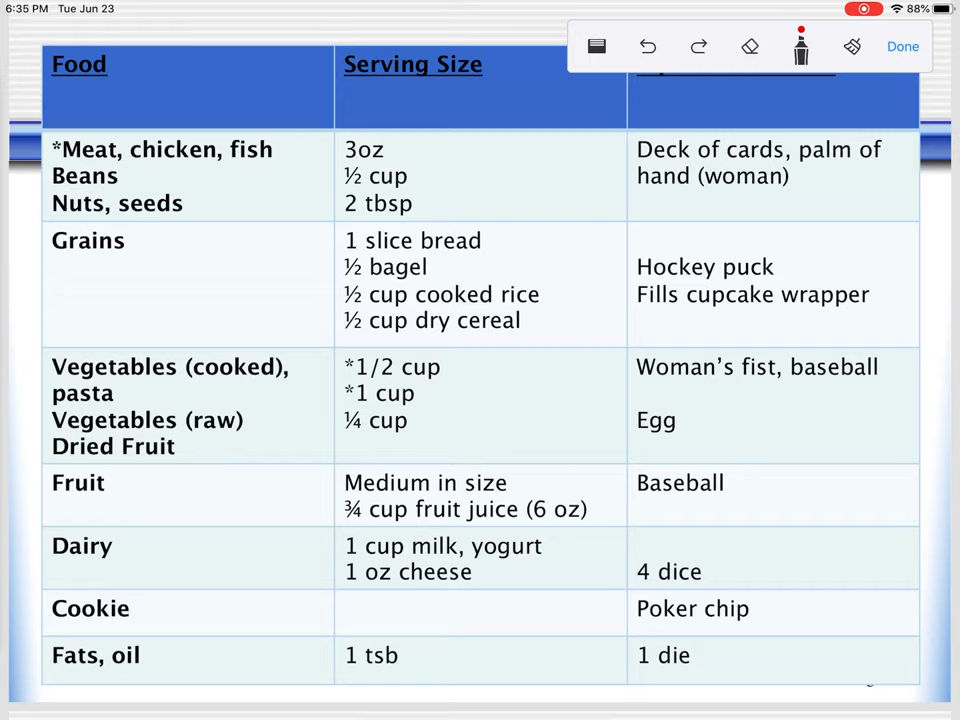 6:35 PM Tue Jun 23
88%
Done
Food Serving Size
*Meat, chicken, fish
Beans
Nuts, seeds
3oz
½ cup
2 tbsp
Deck of cards, palm of
hand (woman)
Grains
1 slice bread
½ bagel
½ cup cooked rice
½ cup dry cereal
Hockey puck
Fills cupcake wrapper
Vegetables (cooked),
pasta
Vegetables (raw)
Dried Fruit
*1/2 cup
*1 cup
¼ cup
Woman’s fist, baseball
Egg
Fruit
Medium in size
¾ cup fruit juice (6 oz)
Baseball
Dairy
1 cup milk, yogurt
1 oz cheese
4 dice
Cookie
Poker chip
Fats, oil
1 tsb
1 die